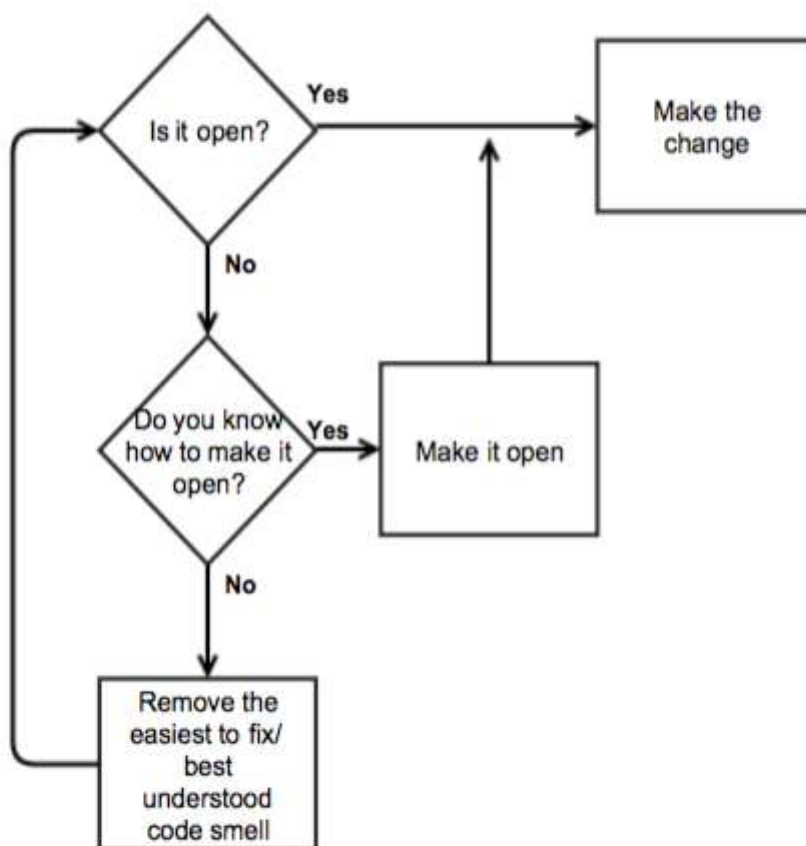 Is it open?
Yes
Make the
change
No
Do you know
how to make it
open?
Yes
Make it open
No
Remove the
easiest to fix/
best
understood
code smell